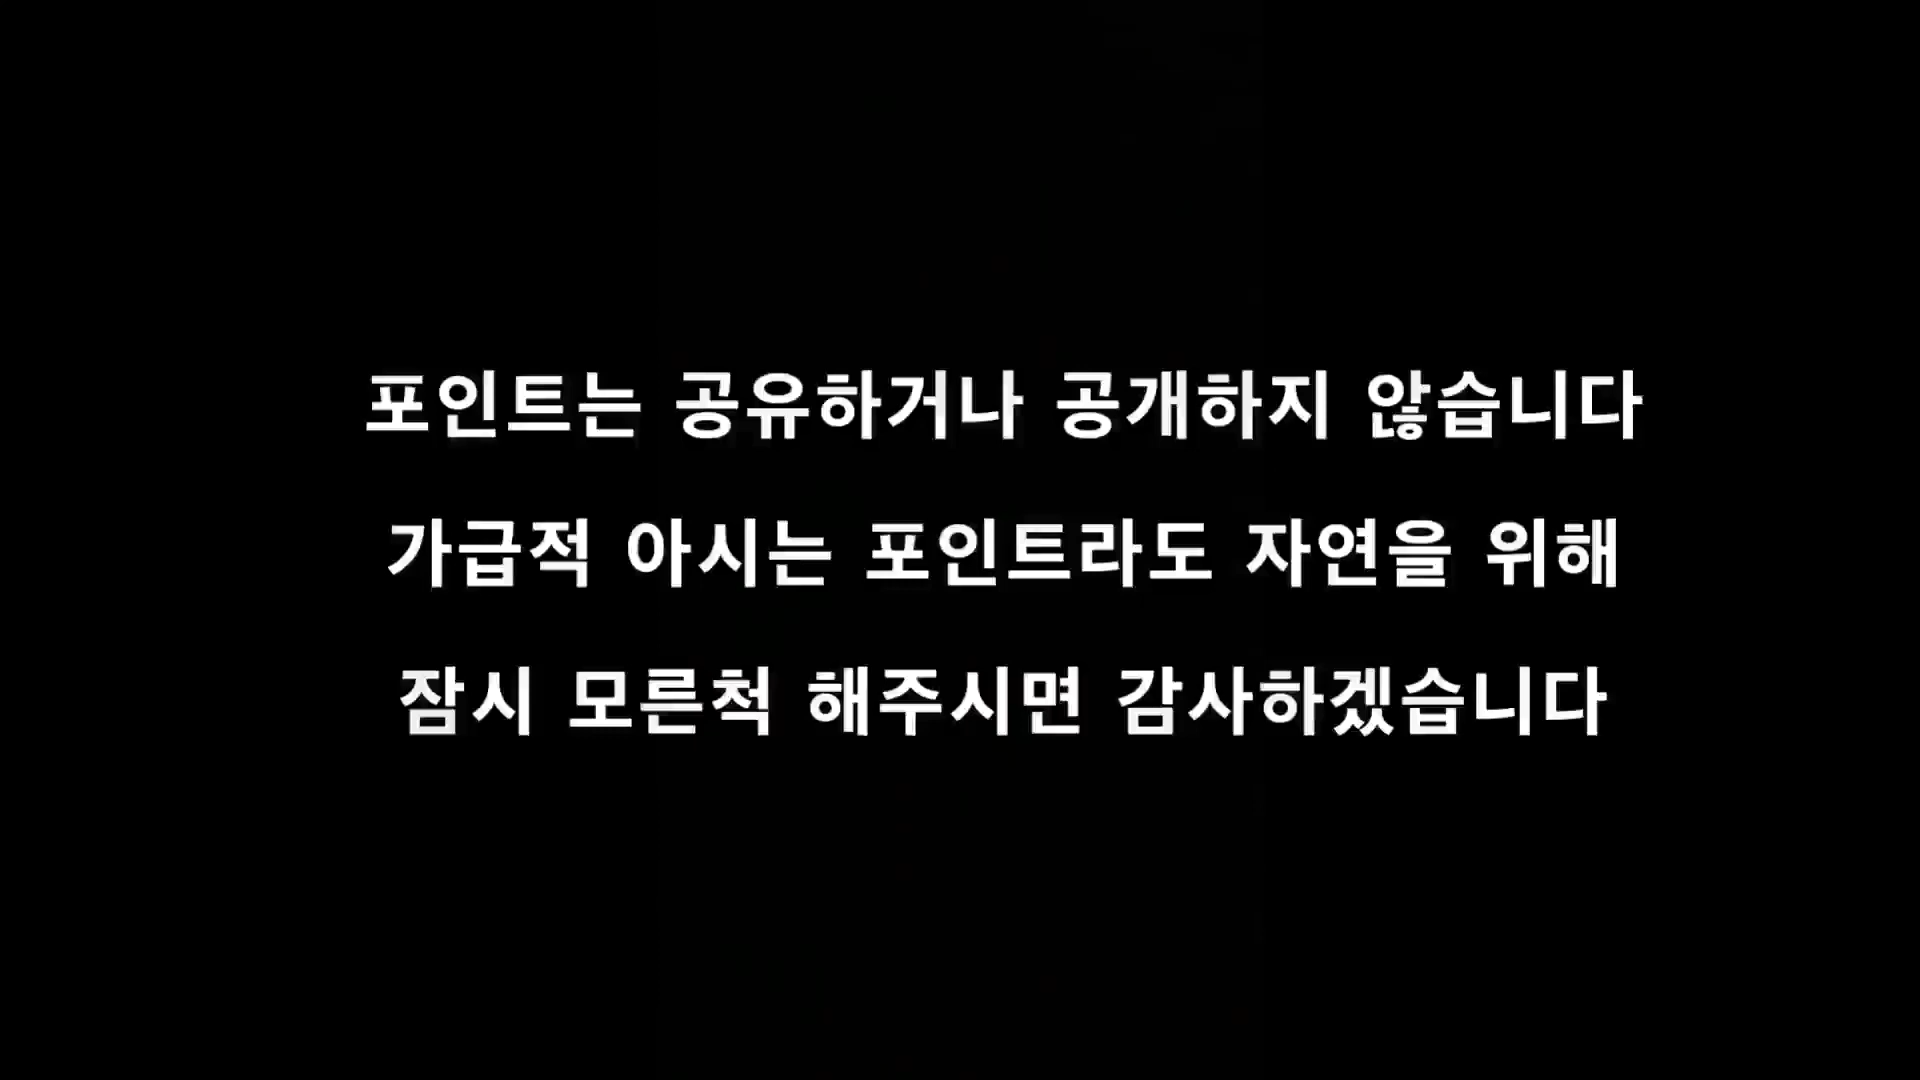 포인트는 공유하거나 공개하지 않습니다
가급적 아시는 포인트라도 자연을 위해
잠시 모른척 해주시면 감사하겠습니다